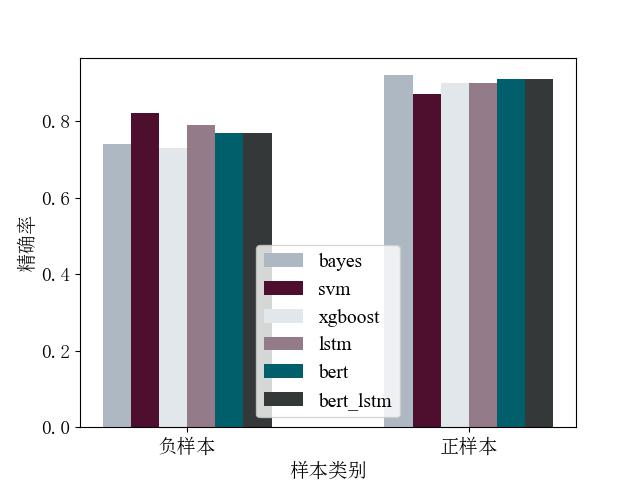 精确率
0.8
0.6
0.4
0.2
0.0
bayes
svm
xgboost
lstm
bert
bert_lstm
负样本
正样本
样本类别